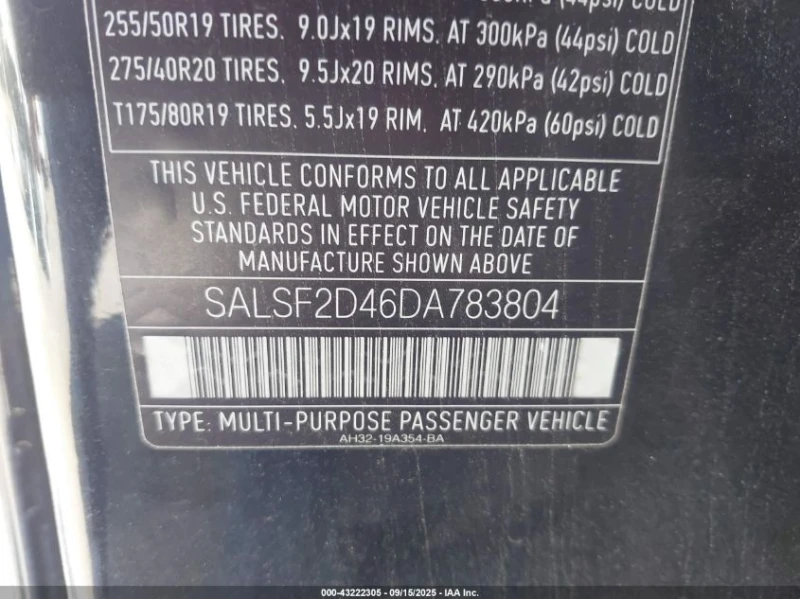 (44psi) COLD
255/50R19 TIRES, 9.0Jx19 RIMS, AT 300kPa (44psi) COLD
275/40R20 TIRES, 9.5Jx20 RIMS, AT 290kPa (42psi) COLD
T175/80R19 TIRES, 5.5Jx19 RIM, AT 420kPa (60psi) COLD
THIS VEHICLE CONFORMS TO ALL APPLICABLE
U.S. FEDERAL MOTOR VEHICLE SAFETY
STANDARDS IN EFFECT ON THE DATE OF
MANUFACTURE SHOWN ABOVE
SALSF2D46DA783804
TYPE: MULTI-PURPOSE PASSENGER VEHICLE
AH32-19A354-BA
000-43222305 - 09/15/2025 - IAA Inc.